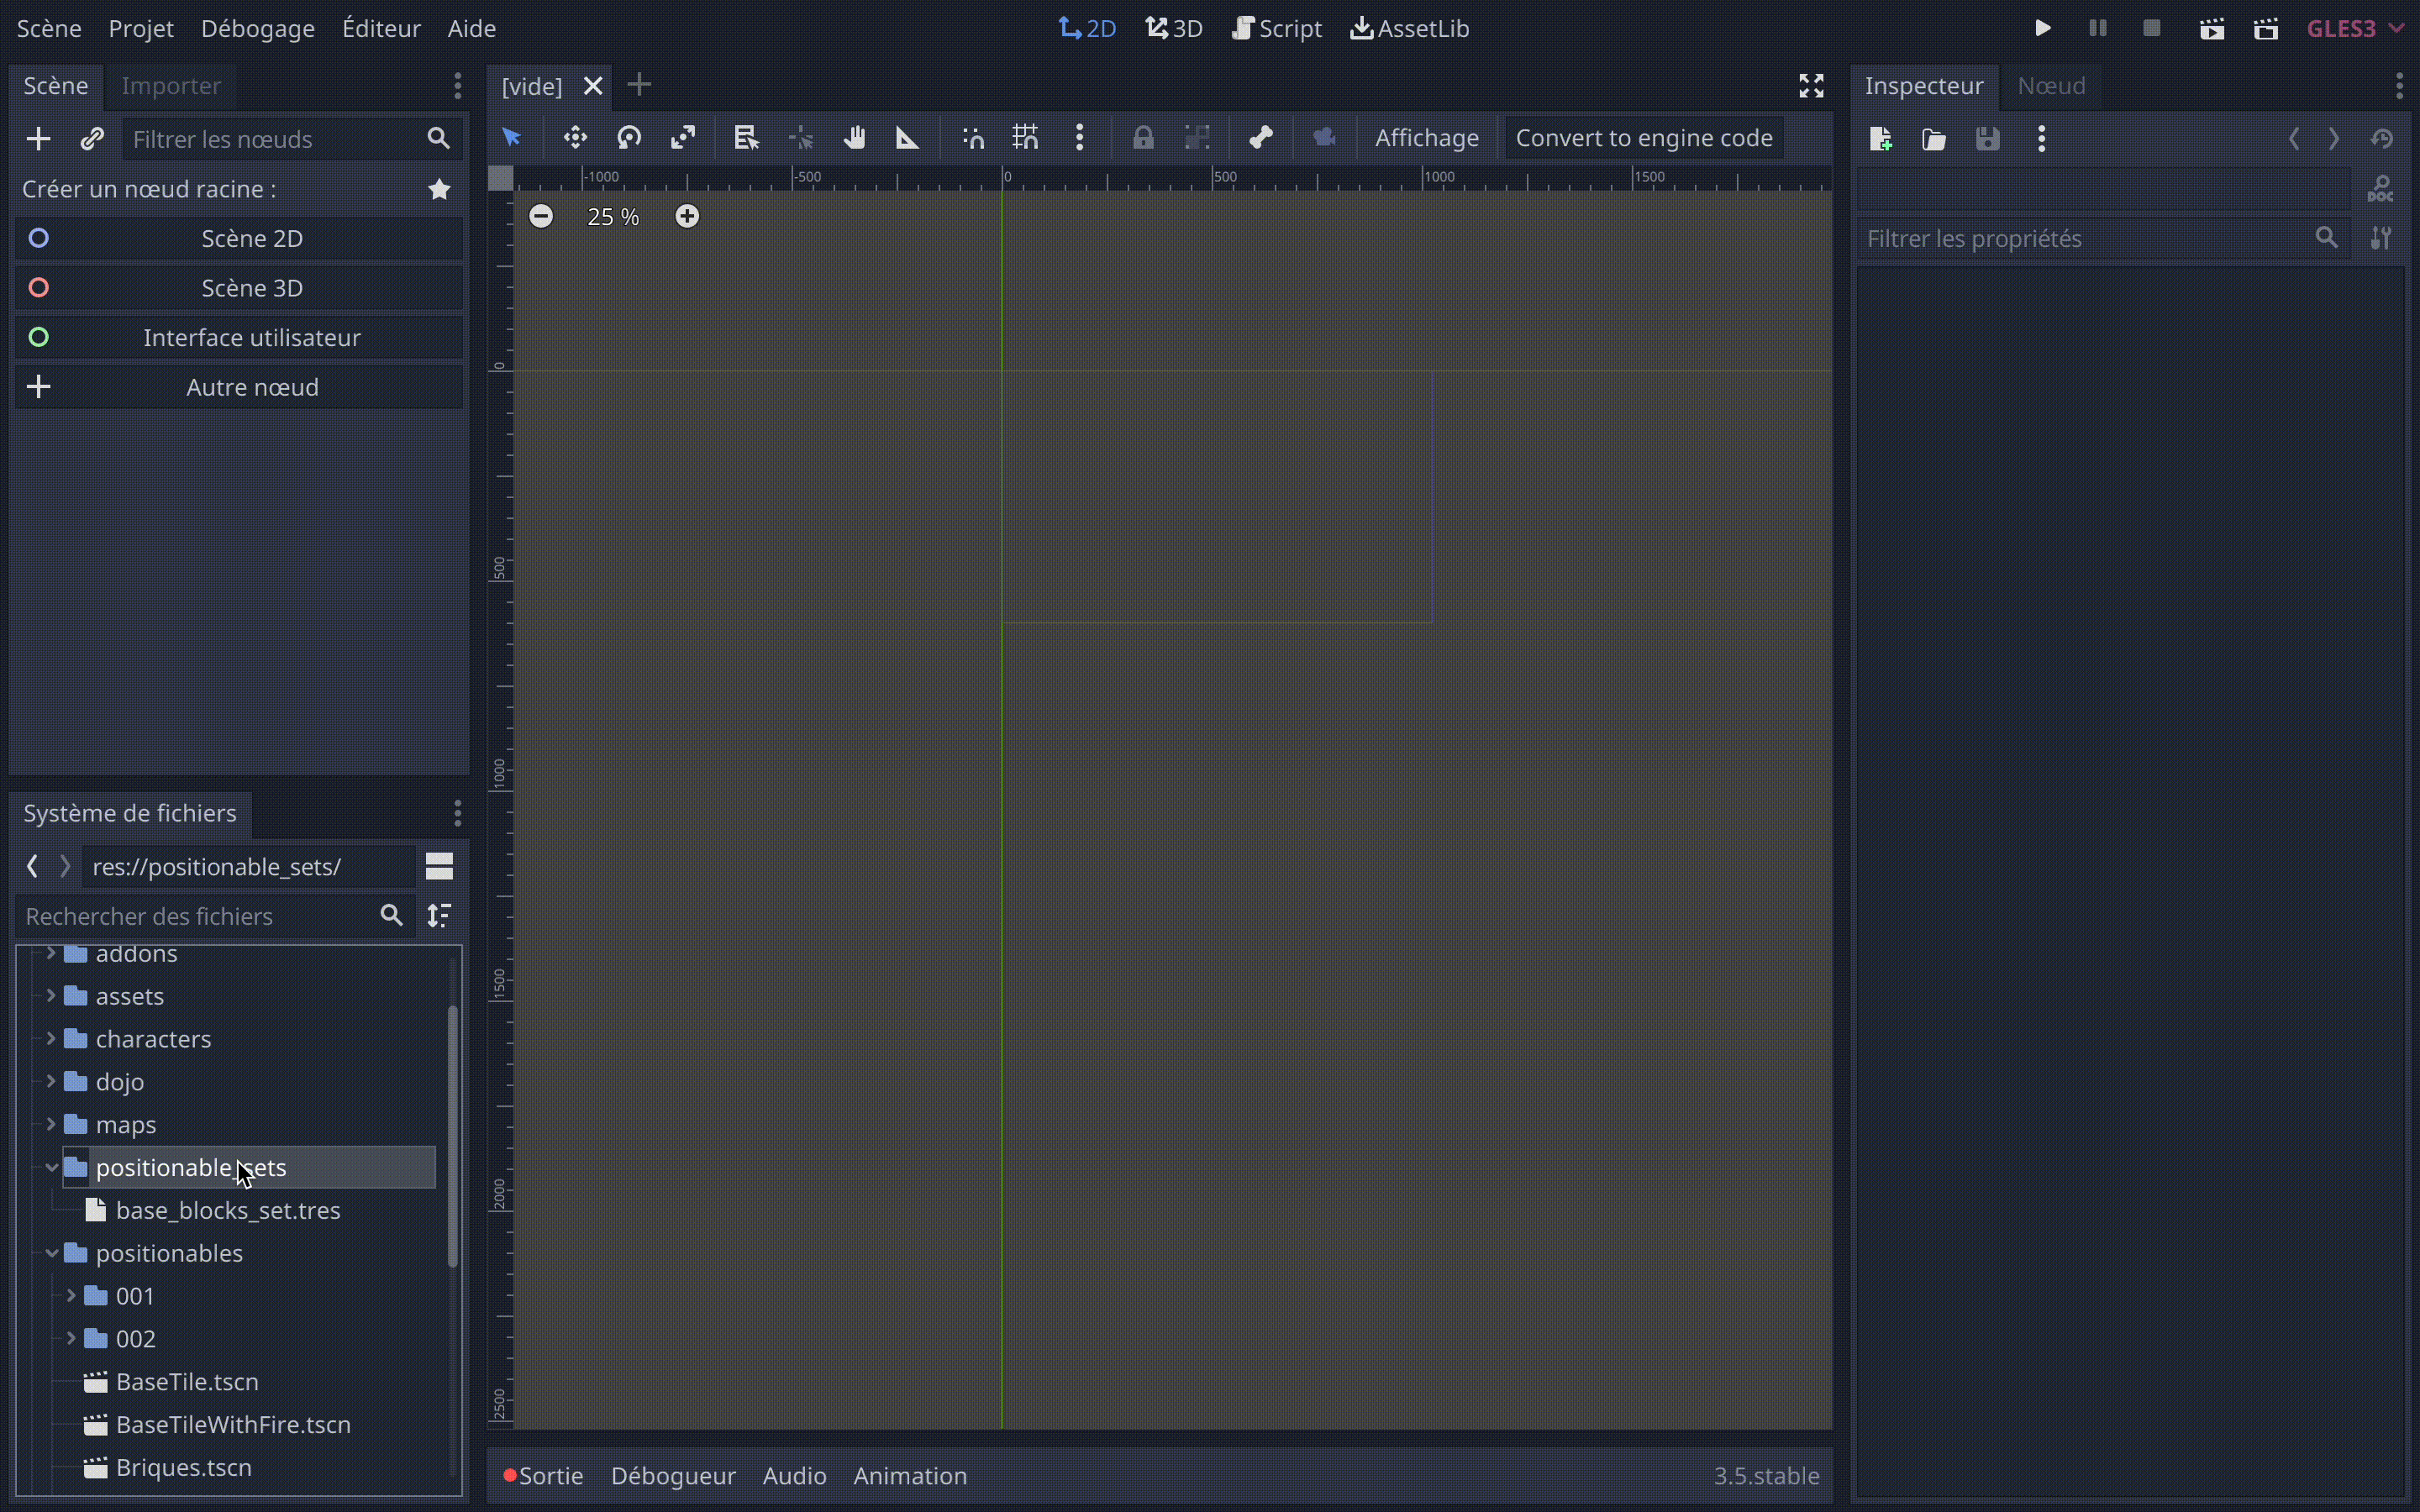 Scène Projet Débogage Éditeur Aide
2D 3D Script AssetLib
GLES3
Scène Importer
Filtrer les nœuds
Créer un nœud racine :
Scène 2D
Scène 3D
Interface utilisateur
Autre nœud
Système de fichiers
res://positionable_sets/
Rechercher des fichiers
addons
assets
characters
dojo
maps
positionable_sets
base_blocks_set.tres
positionables
001
002
BaseTile.tscn
BaseTileWithFire.tscn
Briques.tscn
[vide]
Affichage Convert to engine code
-1000 -500 0 500 1000 1500
25 %
0
500
1000
1500
2000
2500
Sortie Débogueur Audio Animation 3.5.stable
Inspecteur Nœud
DOC
Filtrer les propriétés